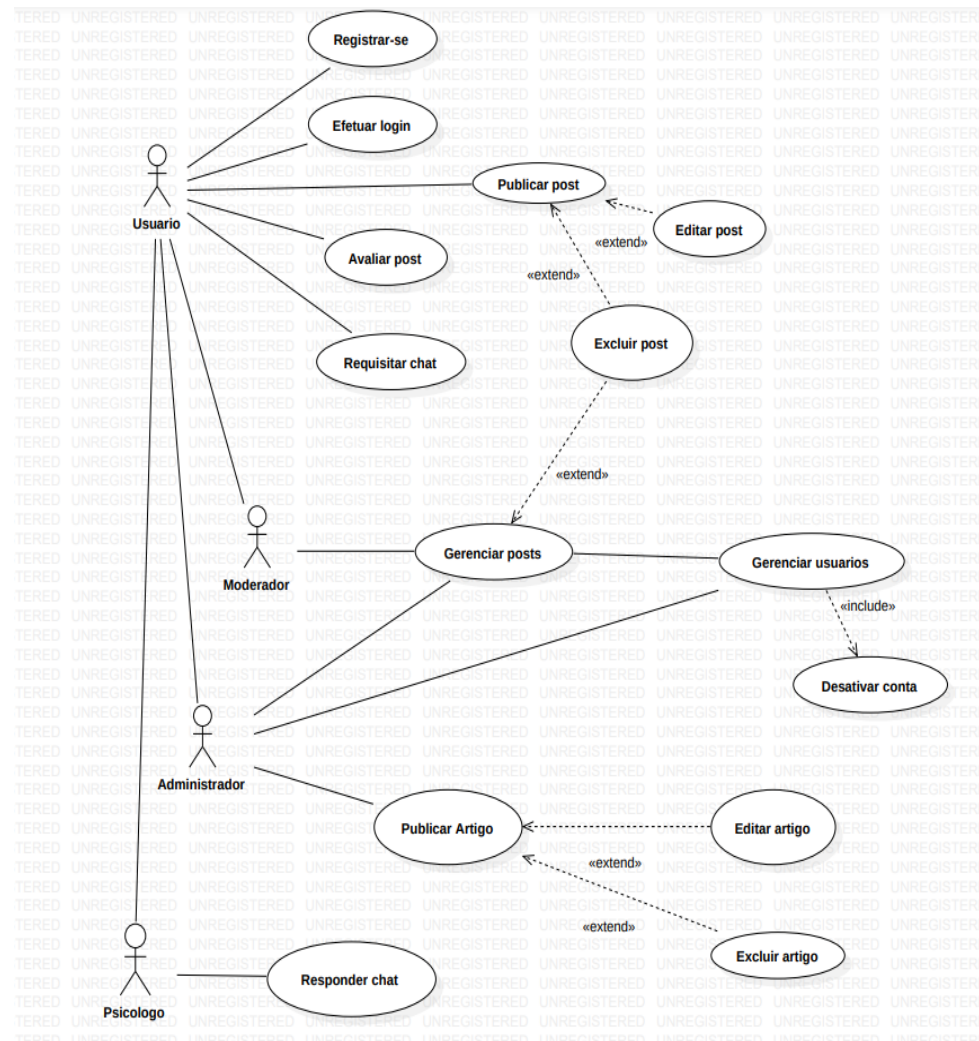 Registrar-se
Efetuar login
Publicar post
Usuario
Editar post
«extend»
Avaliar post
«extend»
Excluir post
Requisitar chat
«extend»
Gerenciar posts
Gerenciar usuarios
Moderador
«include»
Desativar conta
Administrador
Publicar Artigo
Editar artigo
«extend»
«extend»
Excluir artigo
Responder chat
Psicologo
UNREGISTERED